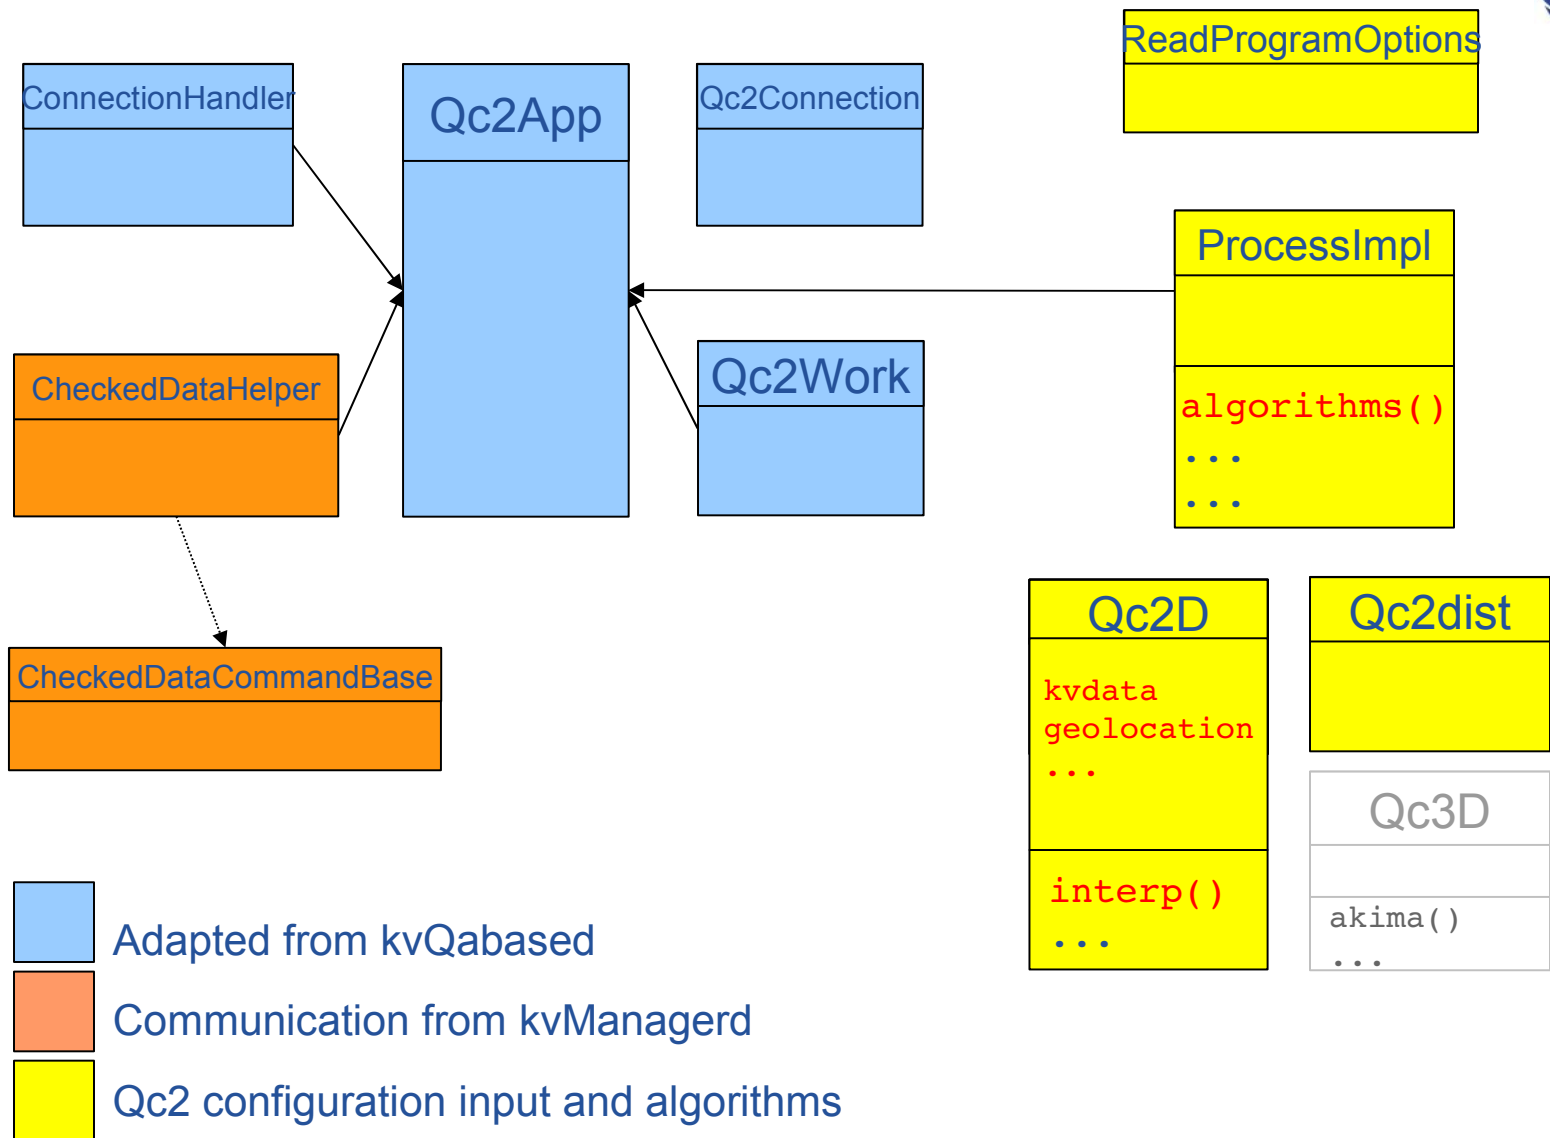 ReadProgramOptions
ConnectionHandler
Qc2App
Qc2Connection
ProcessImpl
CheckedDataHelper
Qc2Work
algorithms()
...
...
Qc2D
Qc2dist
CheckedDataCommandBase
kvdata
geolocation
...
Qc3D
interp()
...
akima()
...
Adapted from kvQabased
Communication from kvManagerd
Qc2 configuration input and algorithms